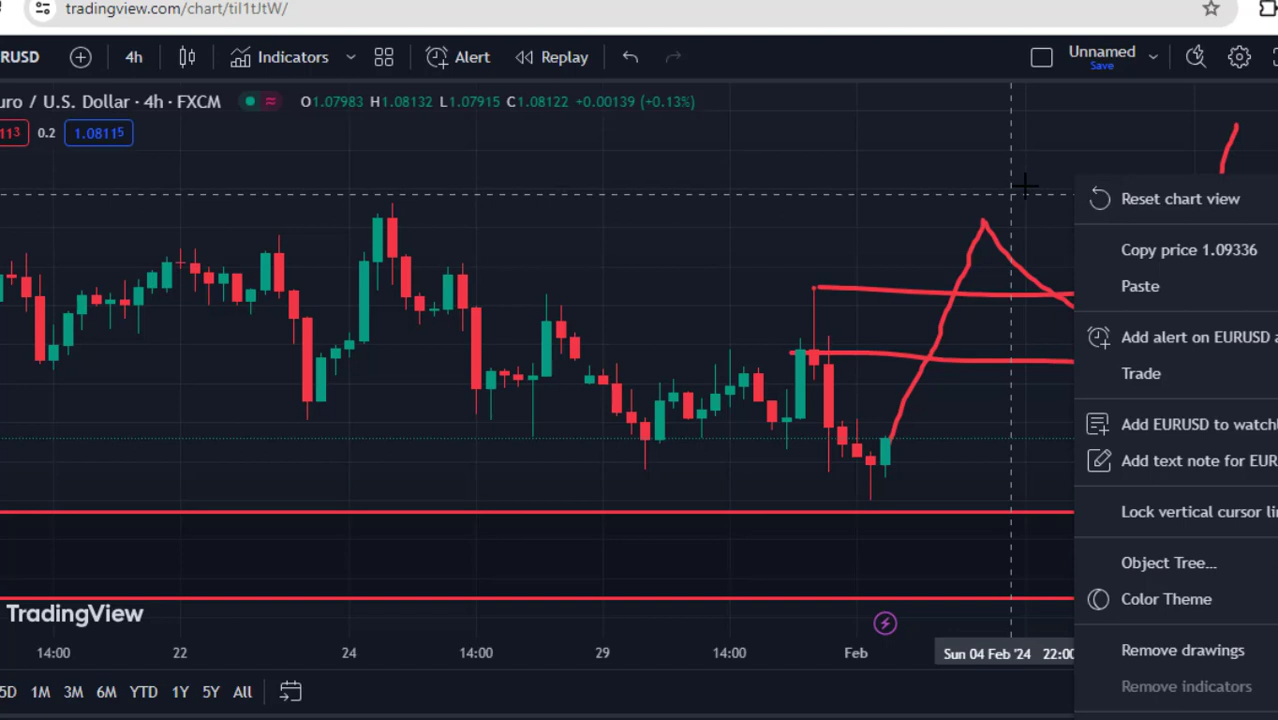 tradingview.com/chart/til1tJtW/
RUSD 4h Indicators Alert Replay Unnamed
Save
uro / U.S. Dollar · 4h · FXCM O1.07983 H1.08132 L1.07915 C1.08122 +0.00139 (+0.13%)
113 0.2 1.08115
Reset chart view
Copy price 1.09336
Paste
Add alert on EURUSD a
Trade
Add EURUSD to watchl
Add text note for EUR
Lock vertical cursor li
Object Tree...
Color Theme
Remove drawings
Remove indicators
TradingView
14:00 22 24 14:00 29 14:00 Feb Sun 04 Feb '24 22:00
5D 1M 3M 6M YTD 1Y 5Y All